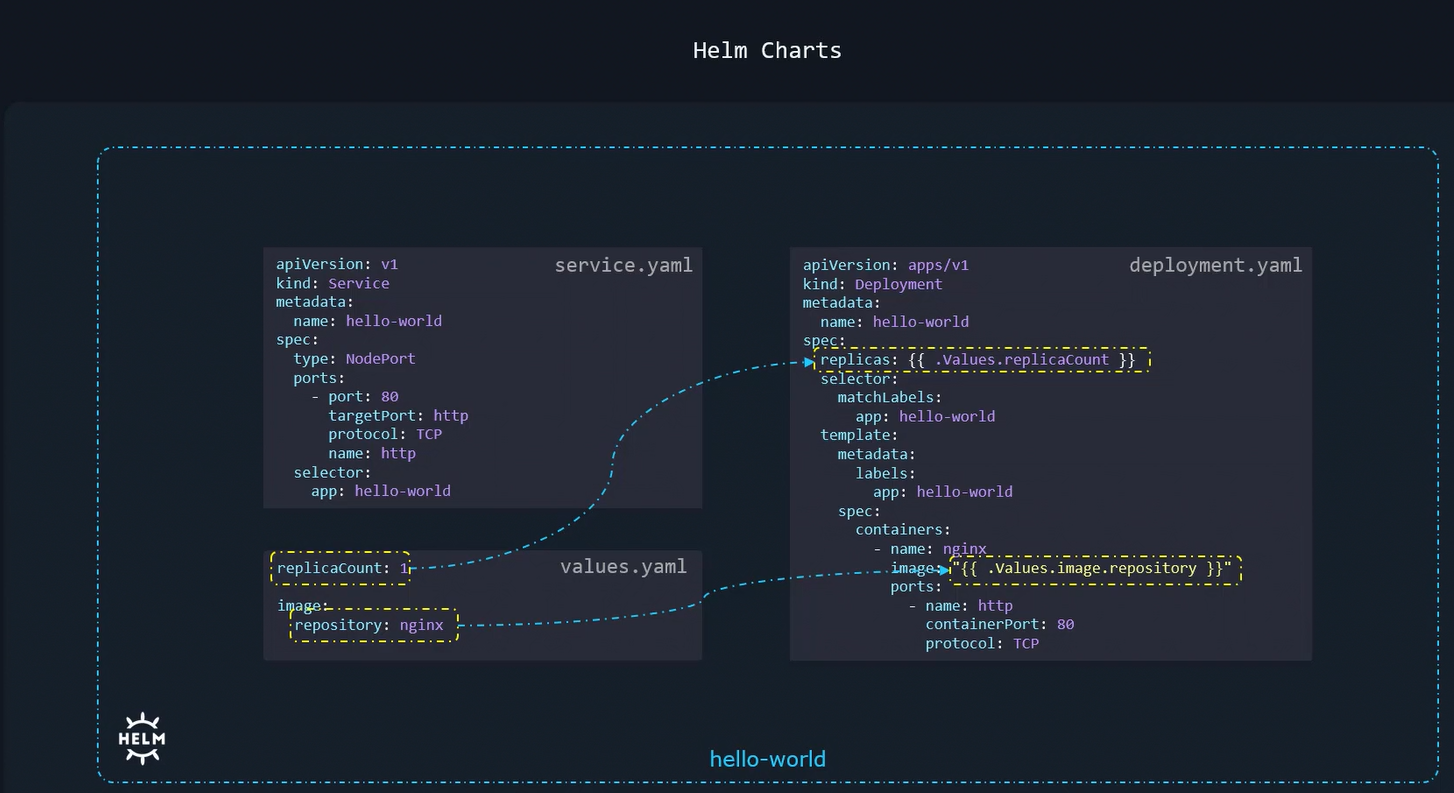 Helm Charts
service.yaml
apiVersion: v1
kind: Service
metadata:
  name: hello-world
spec:
  type: NodePort
  ports:
    - port: 80
      targetPort: http
      protocol: TCP
      name: http
  selector:
    app: hello-world
values.yaml
replicaCount: 1
image:
  repository: nginx
deployment.yaml
apiVersion: apps/v1
kind: Deployment
metadata:
  name: hello-world
spec:
  replicas: {{ .Values.replicaCount }}
  selector:
    matchLabels:
      app: hello-world
  template:
    metadata:
      labels:
        app: hello-world
    spec:
      containers:
        - name: nginx
          image: "{{ .Values.image.repository }}"
          ports:
            - name: http
              containerPort: 80
              protocol: TCP
HELM
hello-world